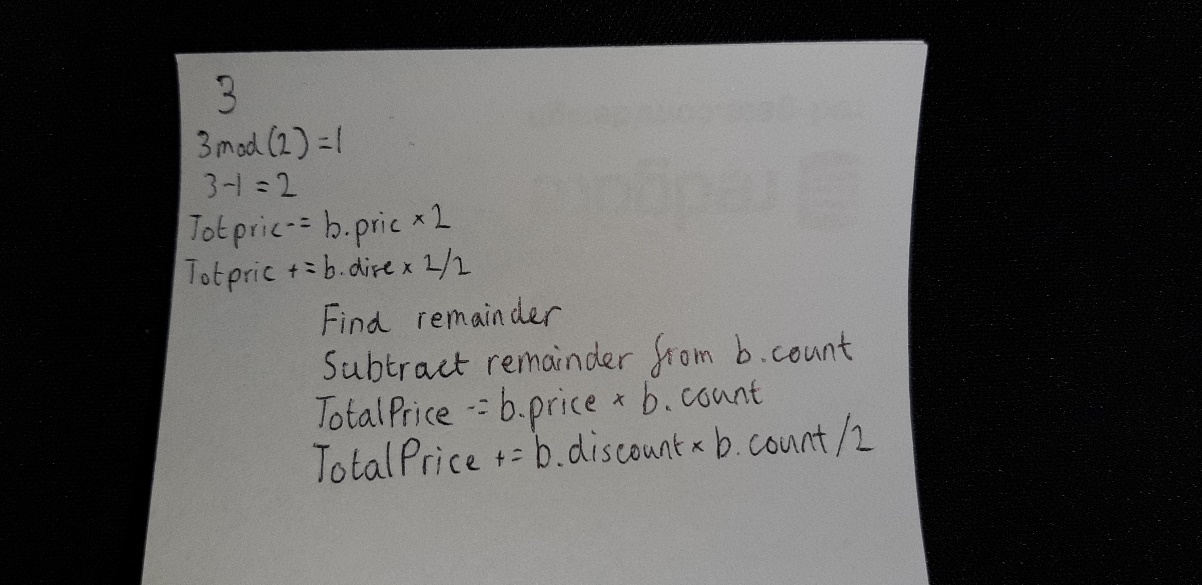 3
3mod(2)=1
3-1=2
Totpric-= b.pric × 2
Totpric += b.disc × 2/2
Find remainder
Subtract remainder from b.count
TotalPrice -= b.price × b.count
TotalPrice += b.discount × b.count/2